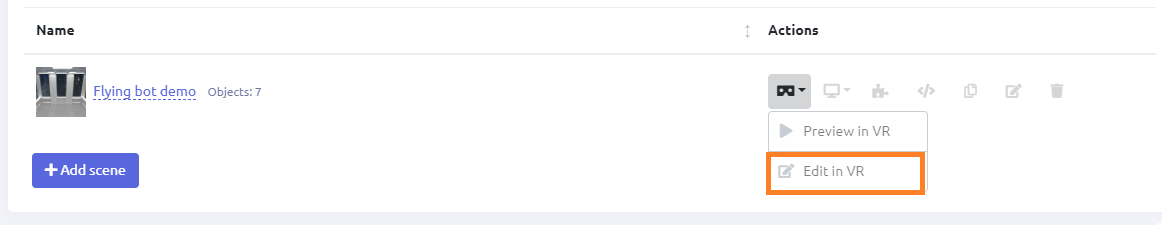 Name Actions
Flying bot demo Objects: 7
Preview in VR
Add scene
Edit in VR